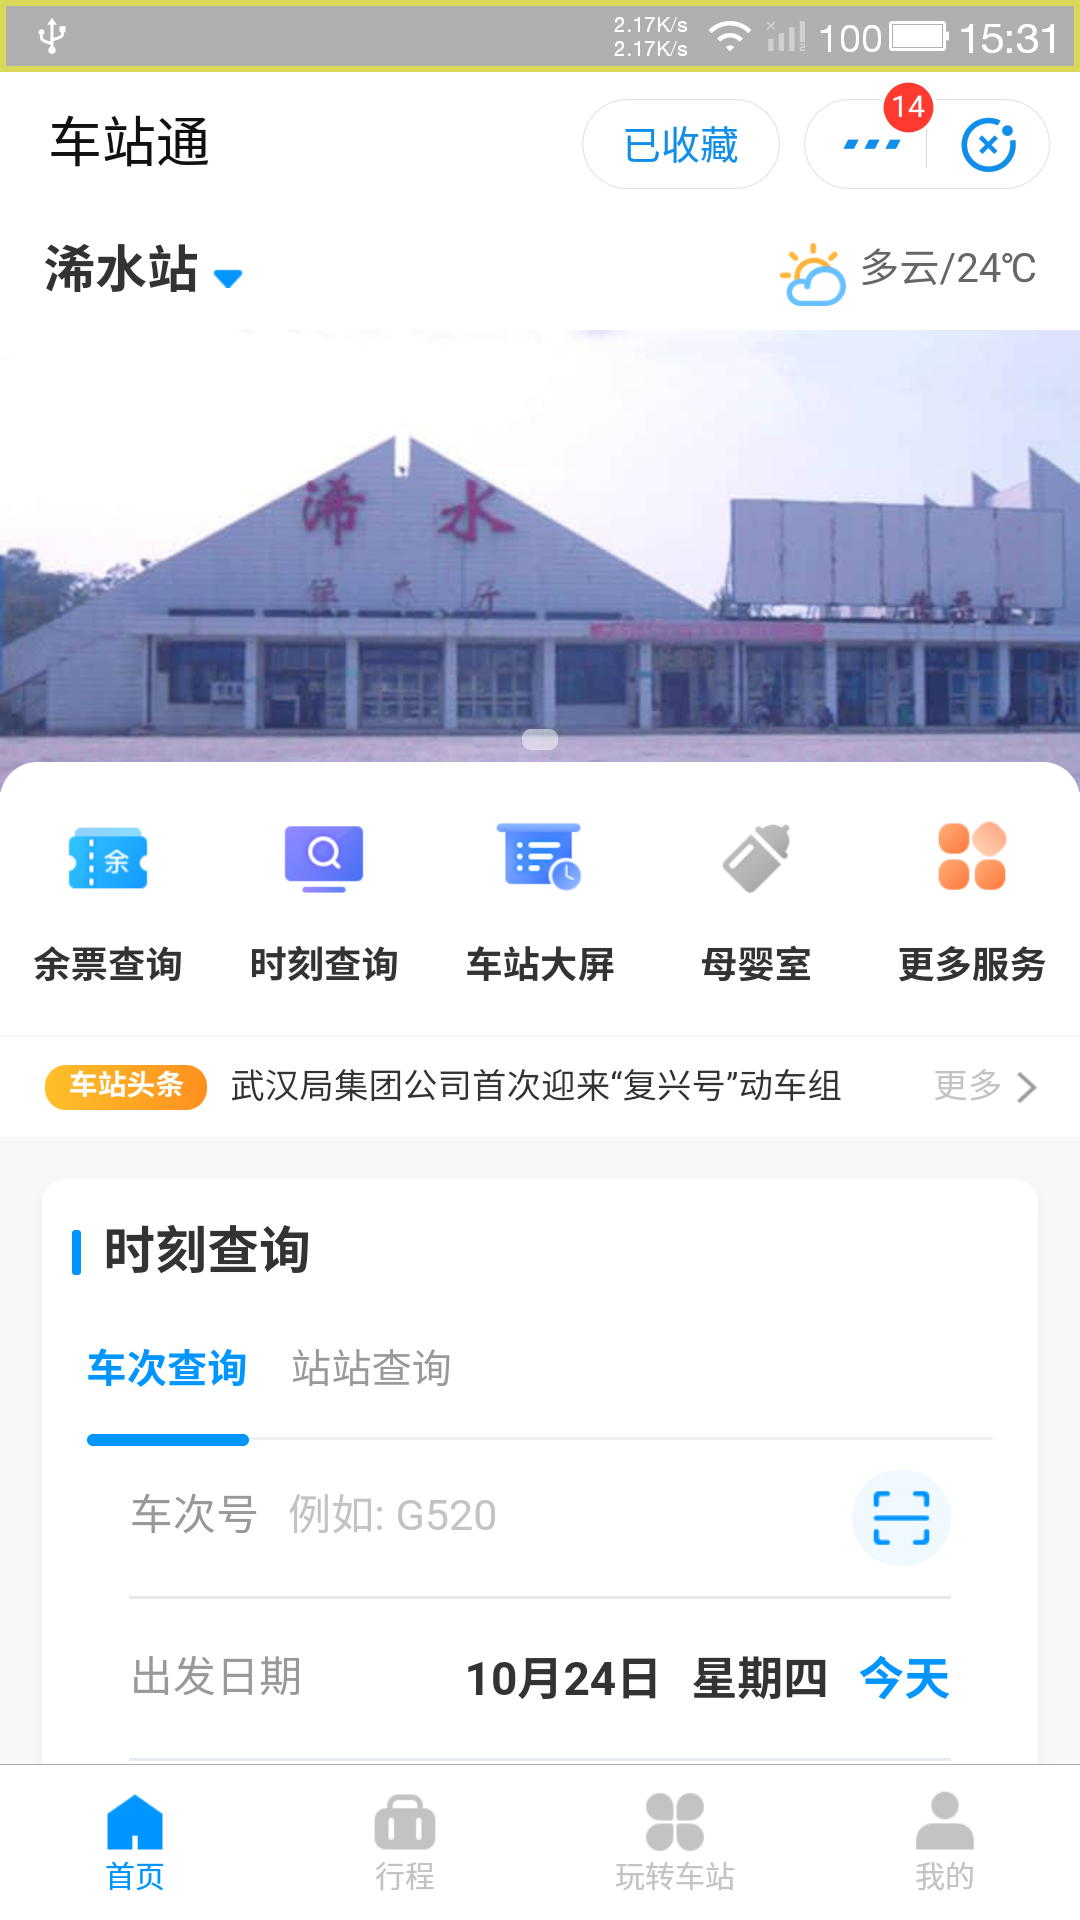 2.17K/s
2.17K/s
100
15:31
车站通
已收藏
14
浠水站
多云/24℃
浠 水
候 水 厅
余
余票查询
时刻查询
车站大屏
母婴室
更多服务
车站头条
武汉局集团公司首次迎来“复兴号”动车组
更多
时刻查询
车次查询
站站查询
车次号
例如: G520
出发日期
10月24日 星期四 今天
首页
行程
玩转车站
我的